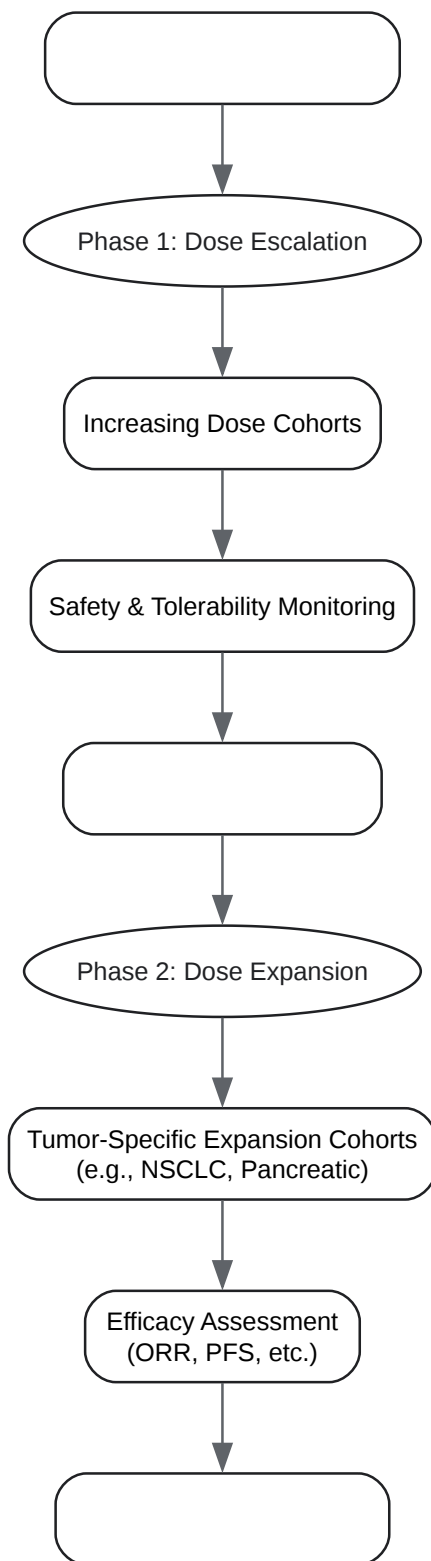 Phase 1: Dose Escalation
Increasing Dose Cohorts
Safety & Tolerability Monitoring
Phase 2: Dose Expansion
Tumor-Specific Expansion Cohorts
(e.g., NSCLC, Pancreatic)
Efficacy Assessment
(ORR, PFS, etc.)